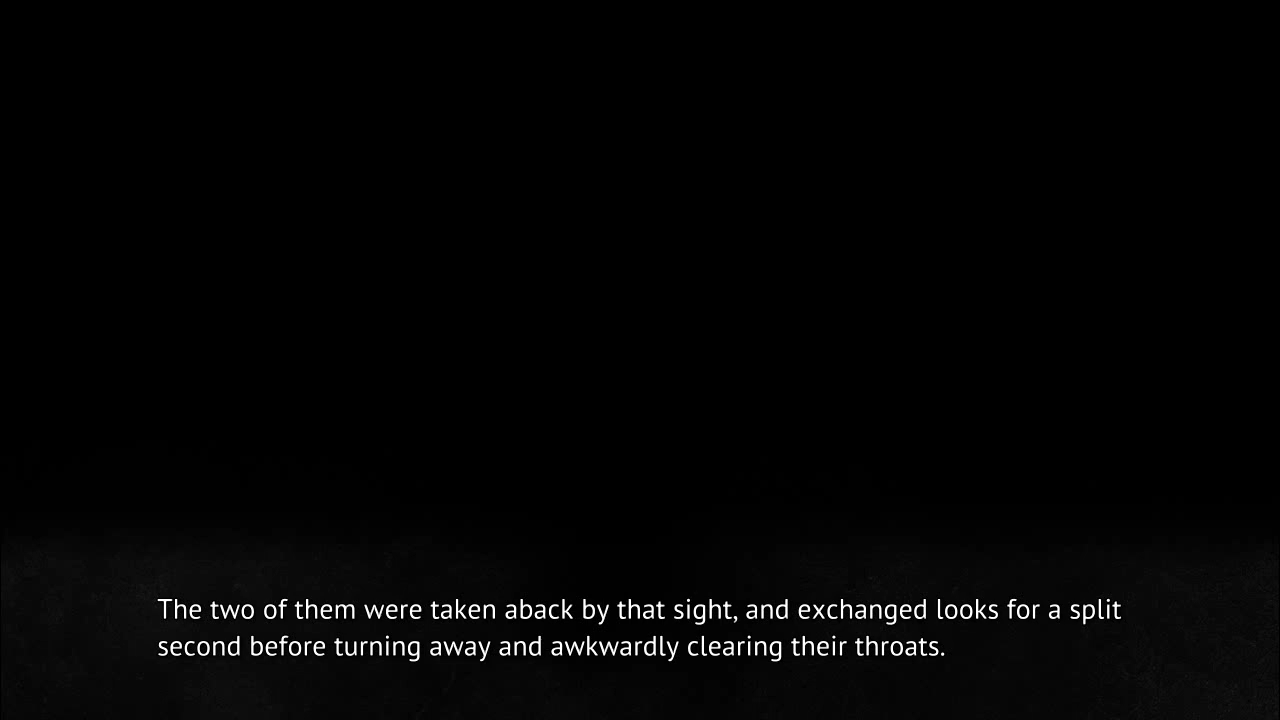 The two of them were taken aback by that sight, and exchanged looks for a split
second before turning away and awkwardly clearing their throats.